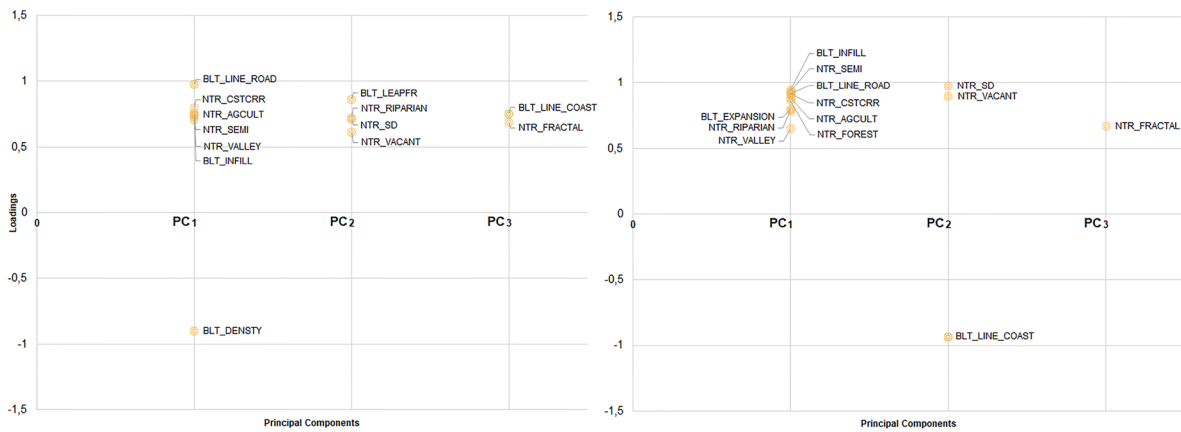 1,5
BLT_LINE_ROAD
1
NTR_CSTCRR
BLT_LEAPFR
NTR_RIPARIAN
BLT_LINE_COAST
NTR_AGCULT
NTR_SD
NTR_FRACTAL
NTR_SEMI
NTR_VACANT
NTR_VALLEY
0,5
BLT_INFILL
Loadings
0
0
PC1
PC2
PC3
-0,5
BLT_DENSTY
-1
-1,5
Principal Components
1,5
BLT_INFILL
NTR_SEMI
1
BLT_LINE_ROAD
NTR_SD
NTR_VACANT
NTR_CSTCRR
BLT_EXPANSION
NTR_AGCULT
NTR_RIPARIAN
NTR_FOREST
NTR_FRACTAL
NTR_VALLEY
0,5
0
0
PC1
PC2
PC3
-0,5
BLT_LINE_COAST
-1
-1,5
Principal Components